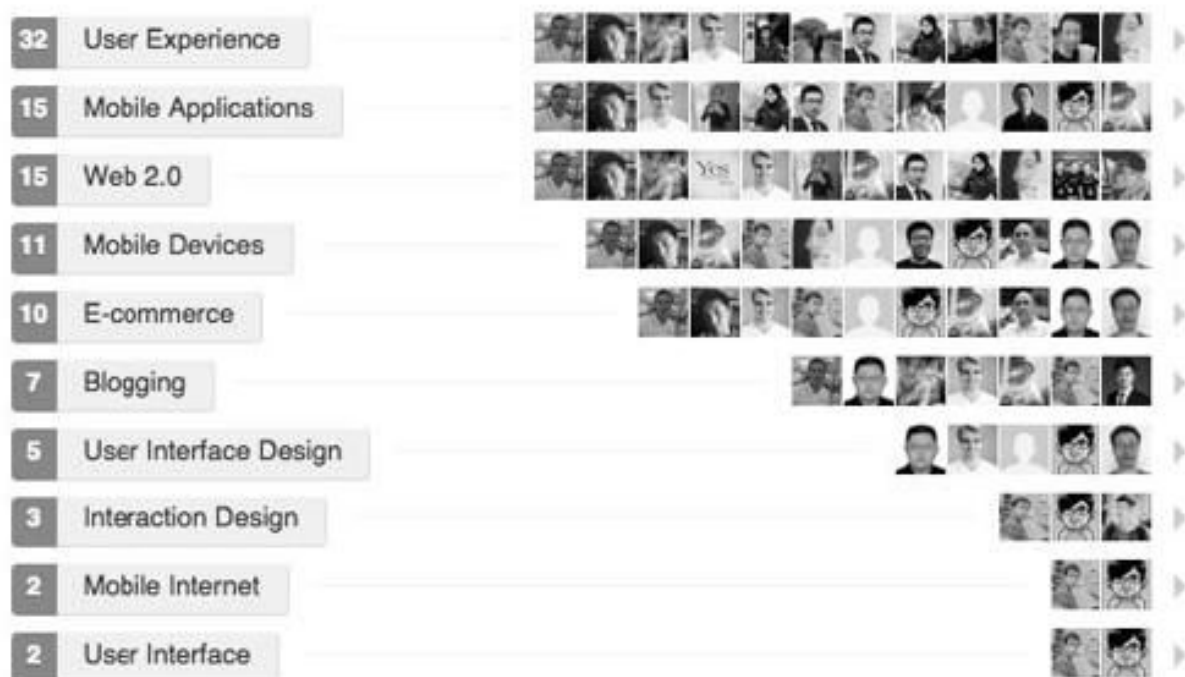 32 User Experience
15 Mobile Applications
15 Web 2.0
Yes
11 Mobile Devices
10 E-commerce
7 Blogging
5 User Interface Design
3 Interaction Design
2 Mobile Internet
2 User Interface